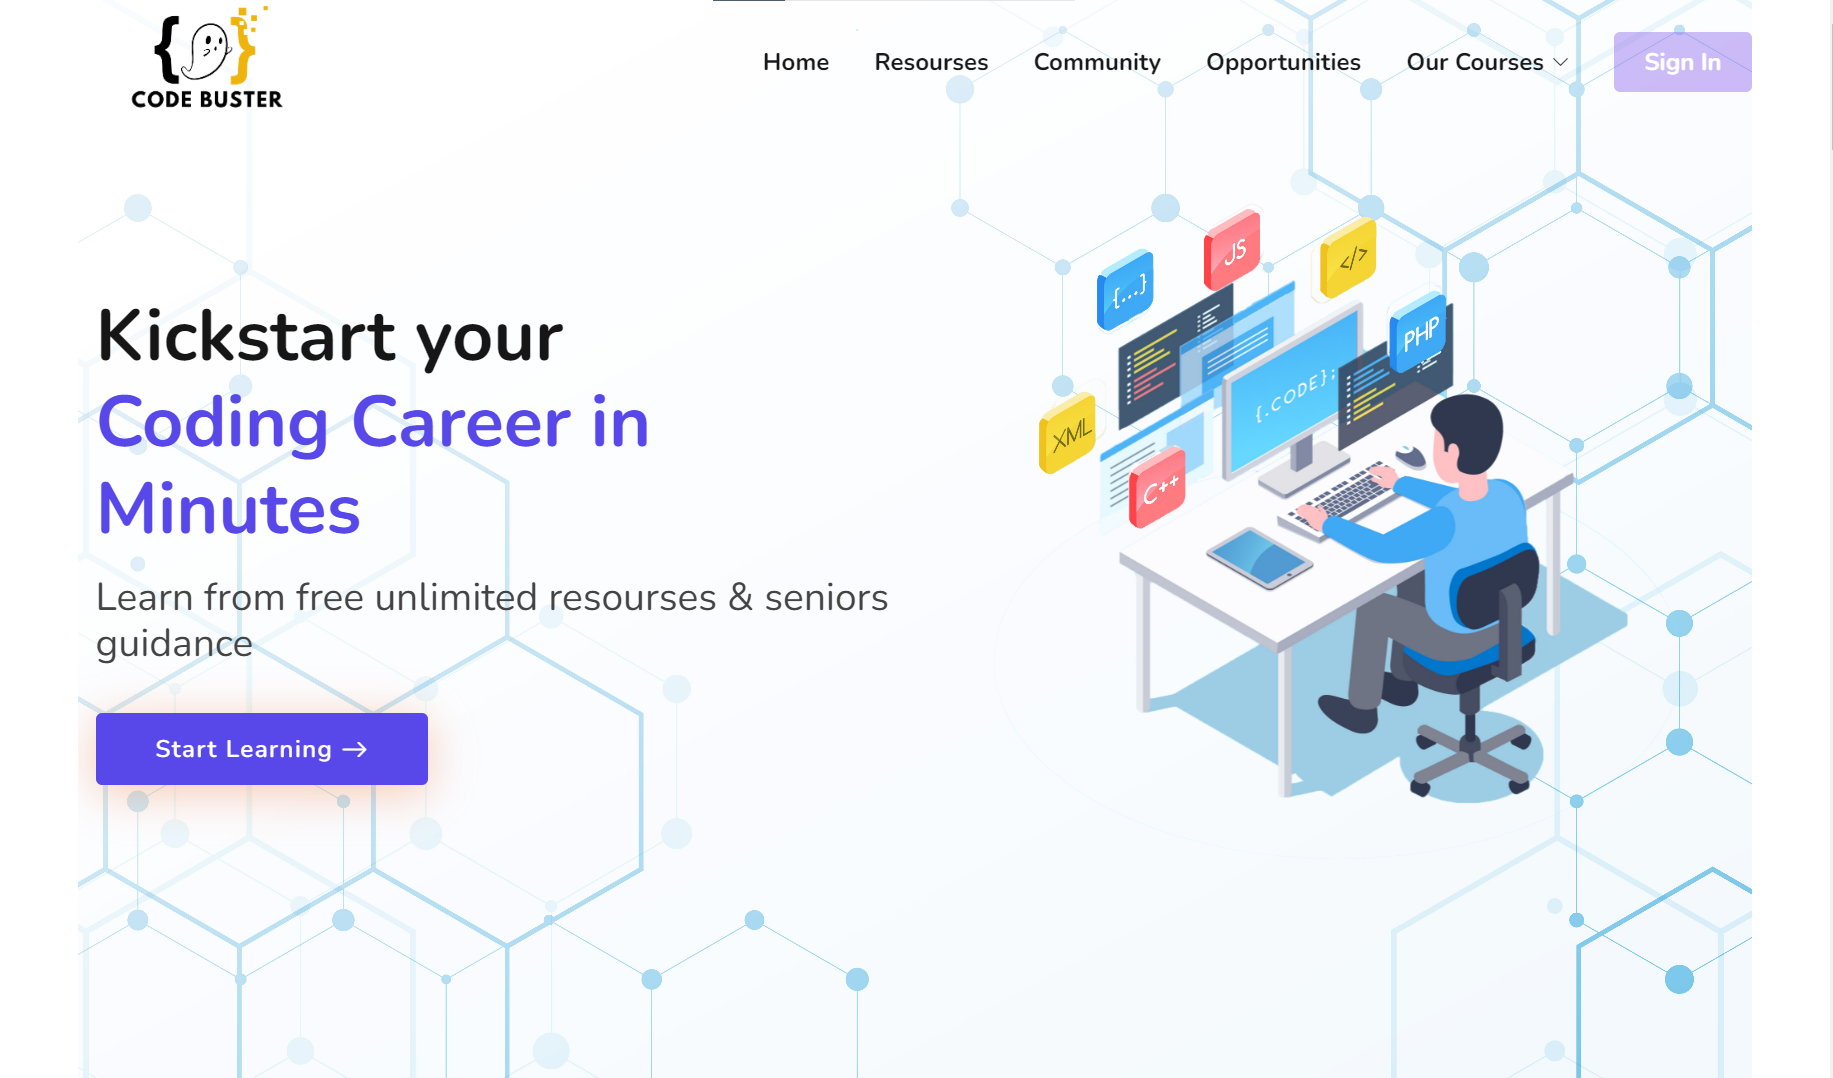 CODE BUSTER
Home Resourses Community Opportunities Our Courses Sign In
Kickstart your
Coding Career in
Minutes
Learn from free unlimited resourses & seniors
guidance
Start Learning →
{...}
JS
</>
PHP
{.CODE};
XML
C++